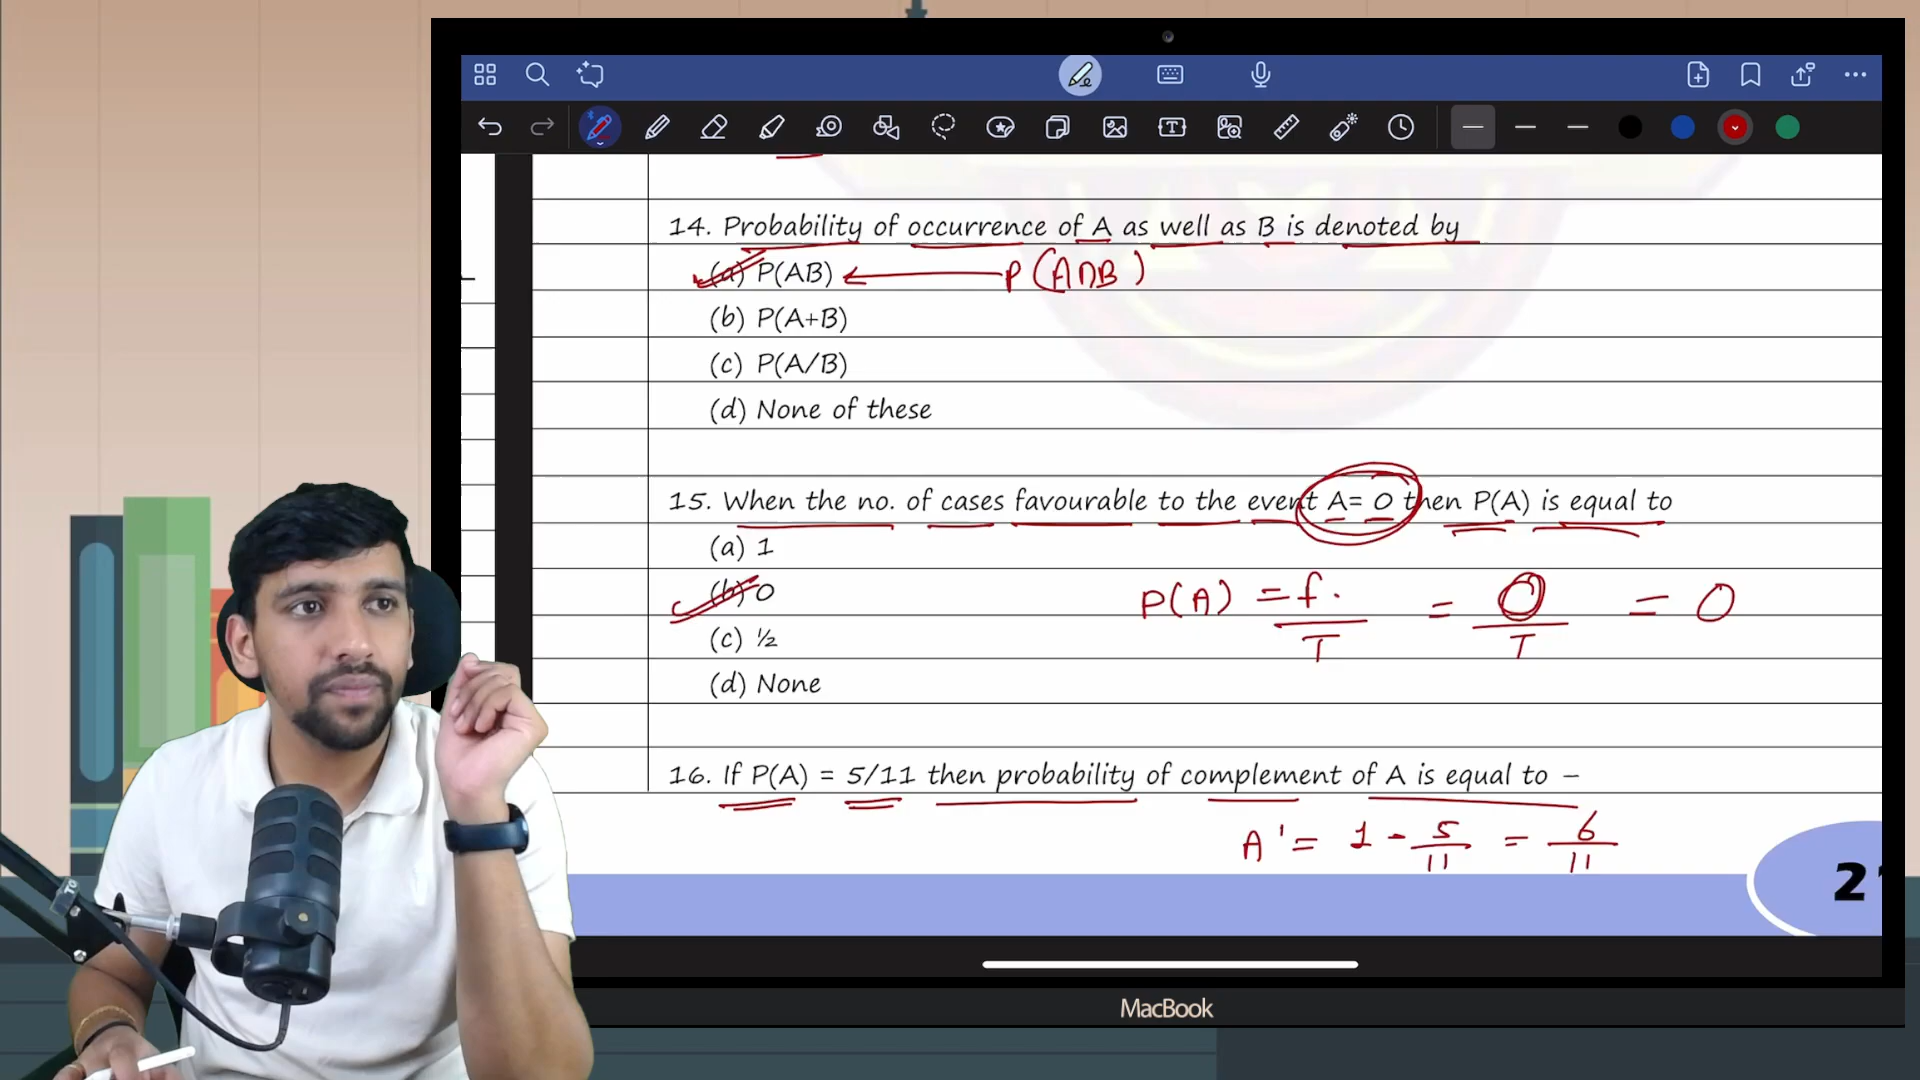 14. Probability of occurrence of A as well as B is denoted by
(a) P(AB) ← P(A∩B)
(b) P(A+B)
(c) P(A/B)
(d) None of these
15. When the no. of cases favourable to the event A= 0 then P(A) is equal to
(a) 1
(b) 0
P(A) = f. / T = 0 / T = 0
(c) ½
(d) None
16. If P(A) = 5/11 then probability of complement of A is equal to –
A' = 1 - 5/11 = 6/11
MacBook